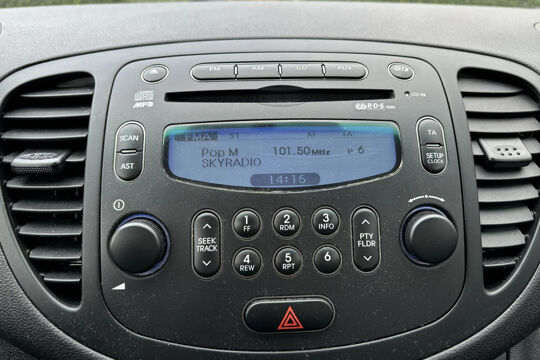 FM AM CD AUX
disc MP3
R·D·S EON
CD-IN
SCAN
AST
FMA ST AF TA
Pop M 101.50MHz P 6
SKYRADIO
14:15
TA
SETUP
CLOCK
SEEK
TRACK
1 FF
2 RDM
3 INFO
4 REW
5 RPT
6
PTY
FLDR